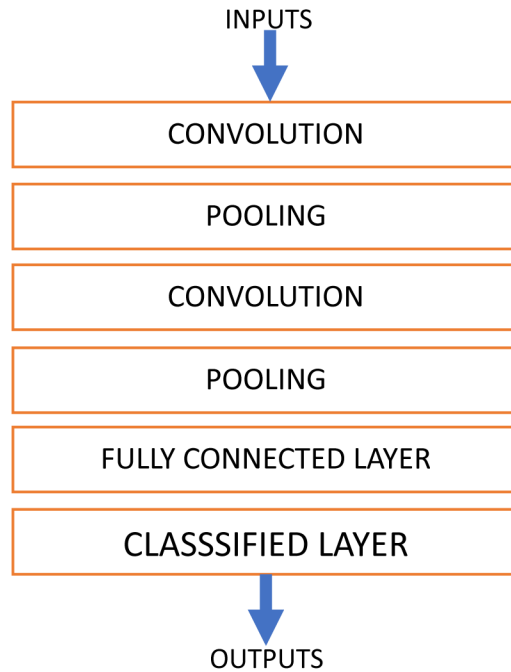 INPUTS
CONVOLUTION
POOLING
CONVOLUTION
POOLING
FULLY CONNECTED LAYER
CLASSSIFIED LAYER
OUTPUTS